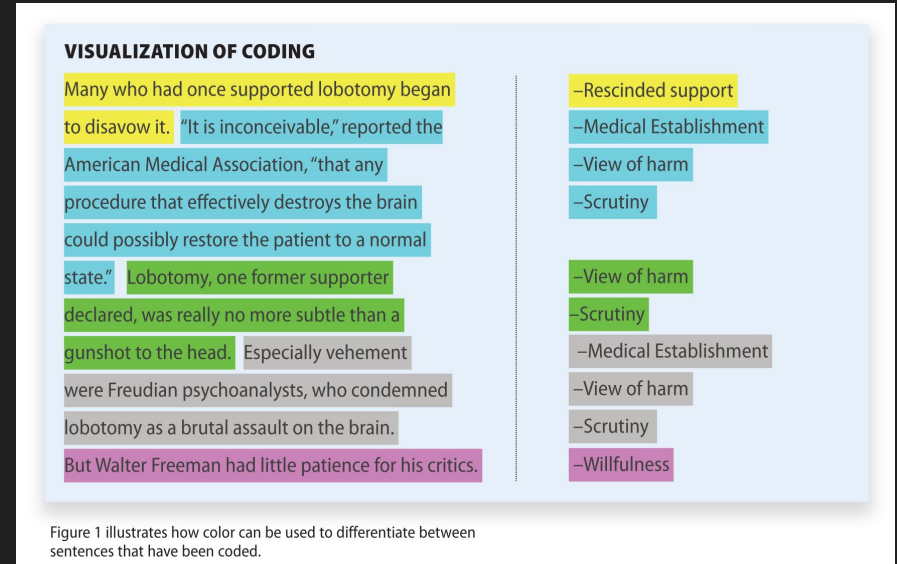 VISUALIZATION OF CODING
Many who had once supported lobotomy began
to disavow it. “It is inconceivable,” reported the
American Medical Association, “that any
procedure that effectively destroys the brain
could possibly restore the patient to a normal
state.” Lobotomy, one former supporter
declared, was really no more subtle than a
gunshot to the head. Especially vehement
were Freudian psychoanalysts, who condemned
lobotomy as a brutal assault on the brain.
But Walter Freeman had little patience for his critics.
–Rescinded support
–Medical Establishment
–View of harm
–Scrutiny
–View of harm
–Scrutiny
–Medical Establishment
–View of harm
–Scrutiny
–Willfulness
Figure 1 illustrates how color can be used to differentiate between
sentences that have been coded.